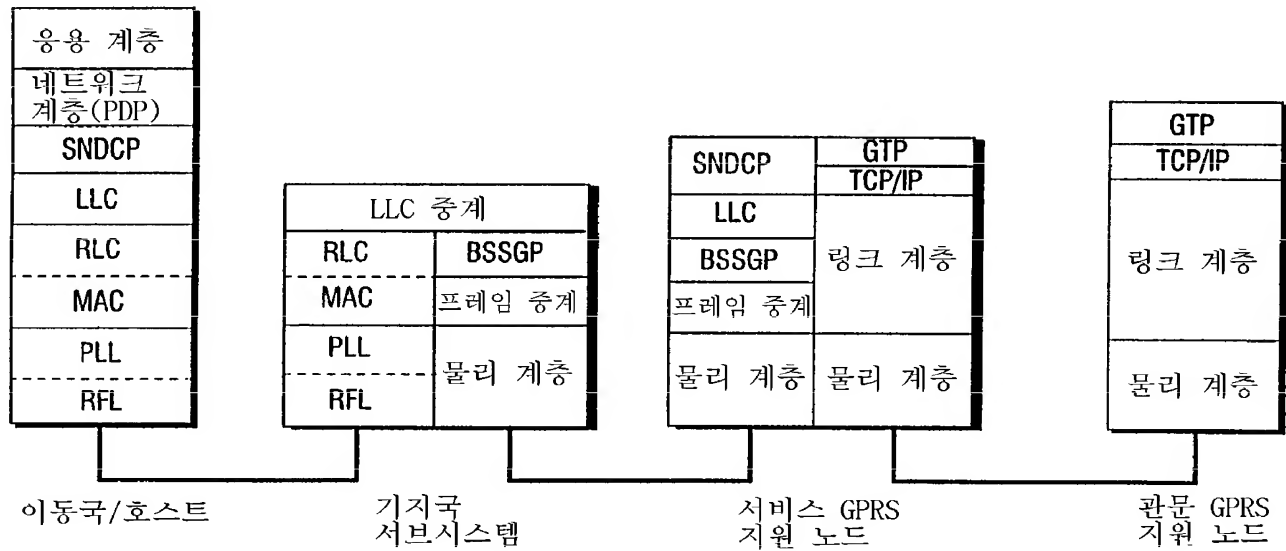 응용 계층
네트워크
계층(PDP)
SNDCP
LLC
RLC
MAC
PLL
RFL
이동국/호스트
LLC 중계
RLC
BSSGP
MAC
프레임 중계
PLL
물리 계층
RFL
기지국
서브시스템
SNDCP
GTP
TCP/IP
LLC
BSSGP
링크 계층
프레임 중계
물리 계층
물리 계층
서비스 GPRS
지원 노드
GTP
TCP/IP
링크 계층
물리 계층
관문 GPRS
지원 노드